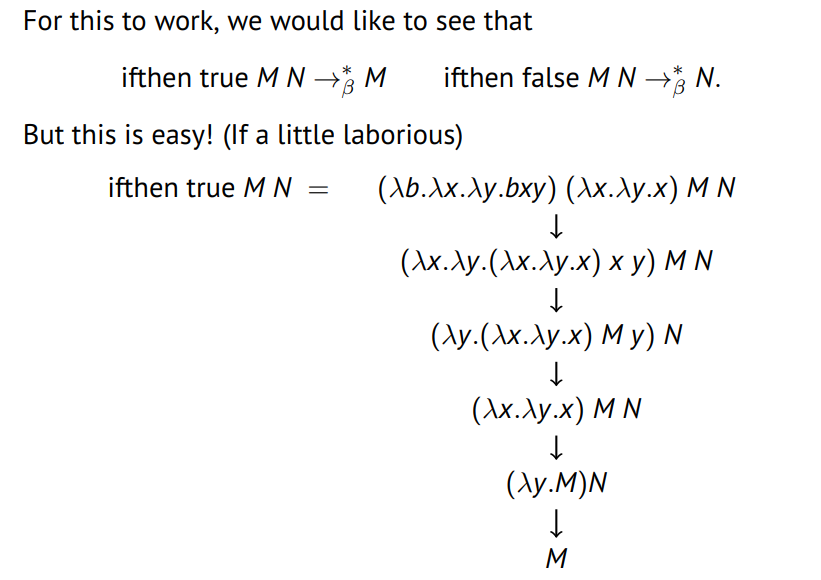 For this to work, we would like to see that
ifthen true M N →*β M ifthen false M N →*β N.
But this is easy! (If a little laborious)
ifthen true M N = (λb.λx.λy.bxy) (λx.λy.x) M N
↓
(λx.λy.(λx.λy.x) x y) M N
↓
(λy.(λx.λy.x) M y) N
↓
(λx.λy.x) M N
↓
(λy.M)N
↓
M